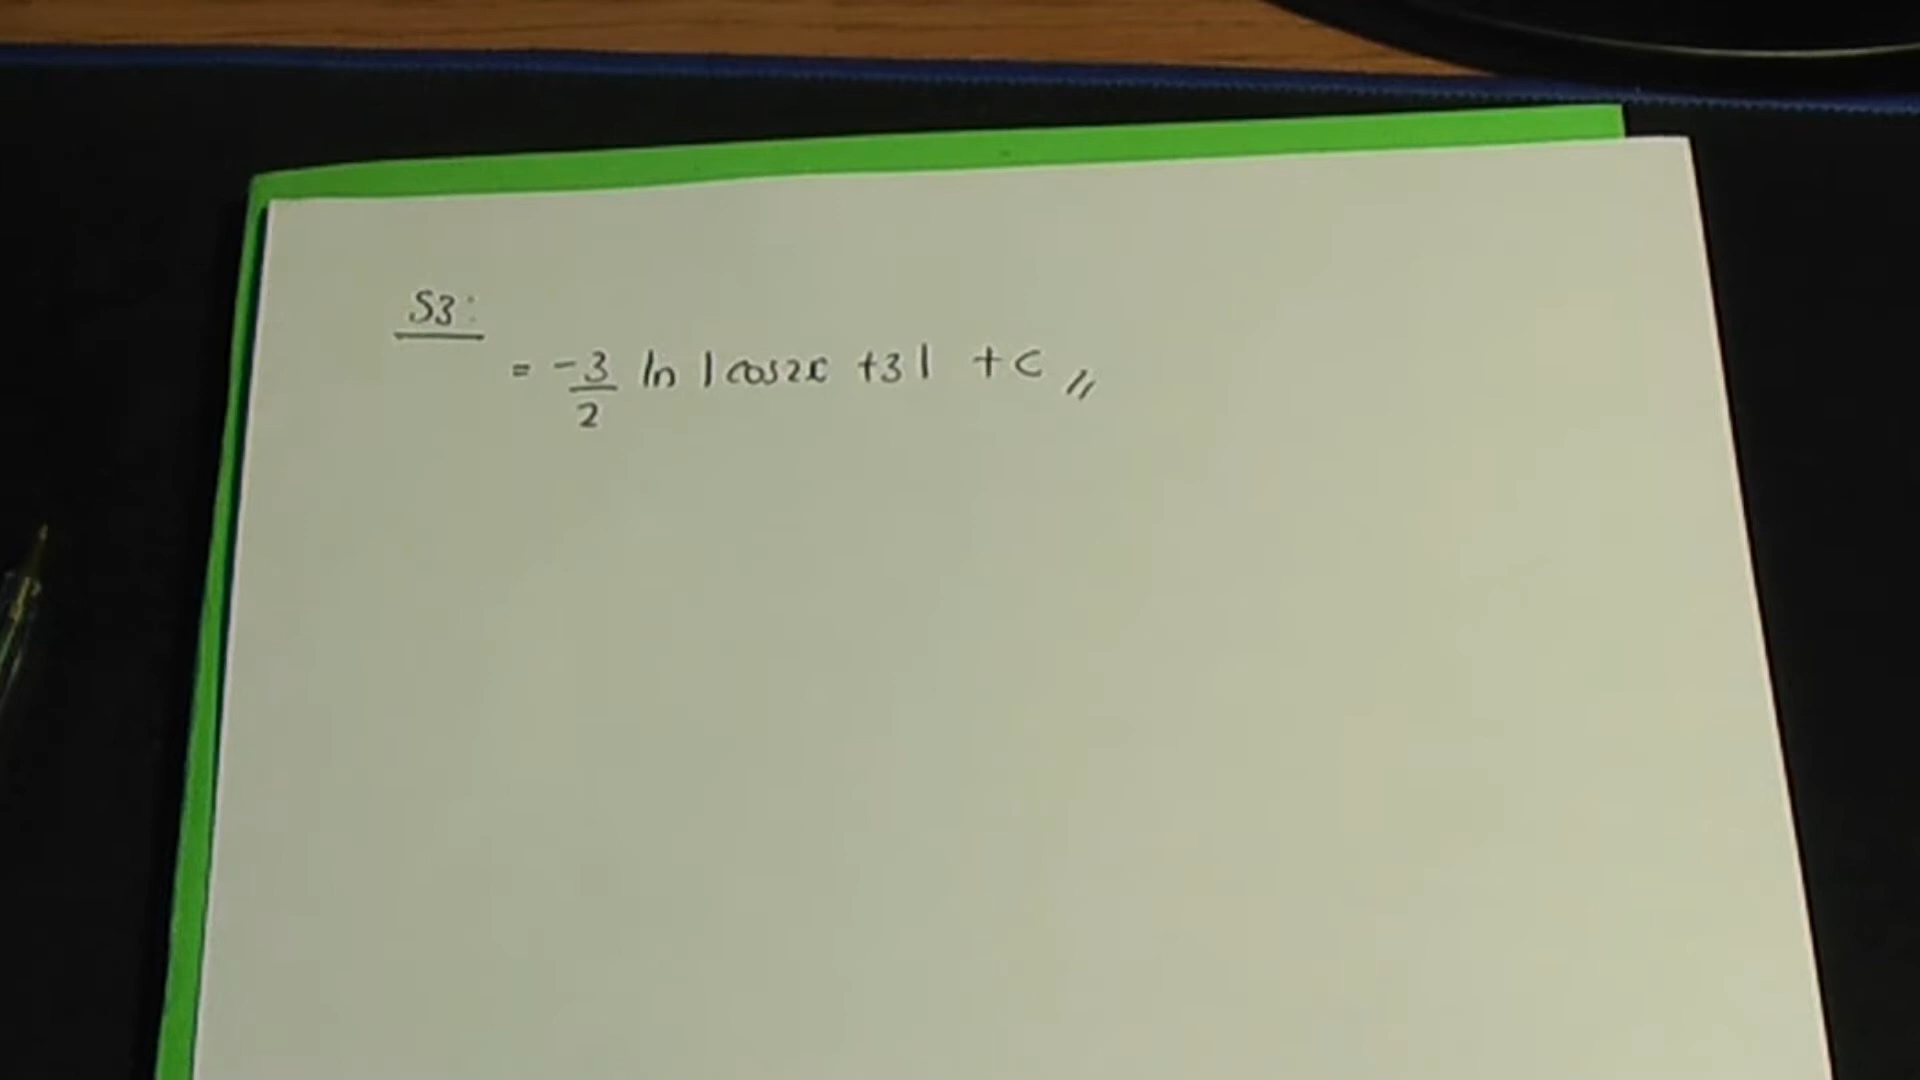 S3:
= -3/2 ln |cos2x +3| +c //